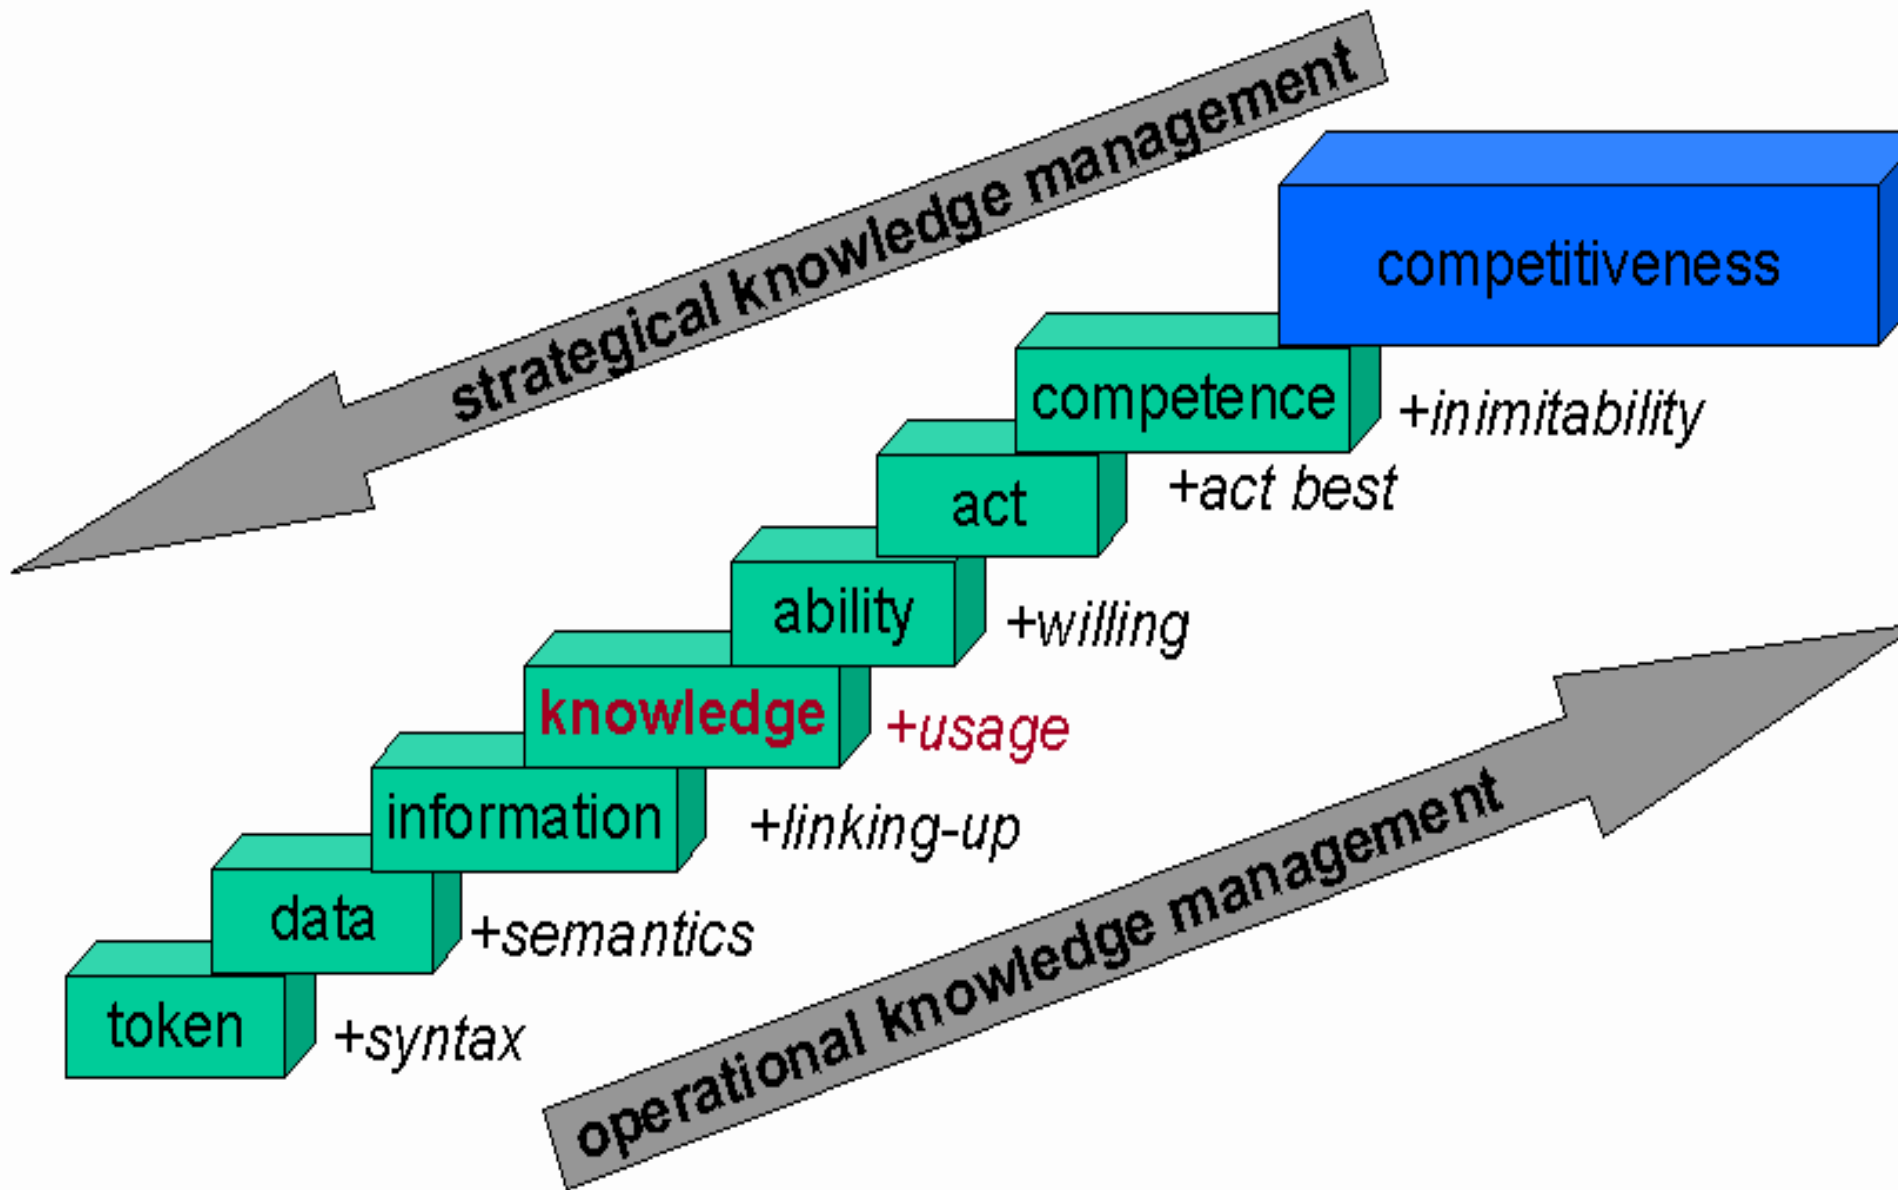 strategical knowledge management
competitiveness
competence
+inimitability
act
+act best
ability
+willing
knowledge
+usage
information
+linking-up
data
+semantics
token
+syntax
operational knowledge management